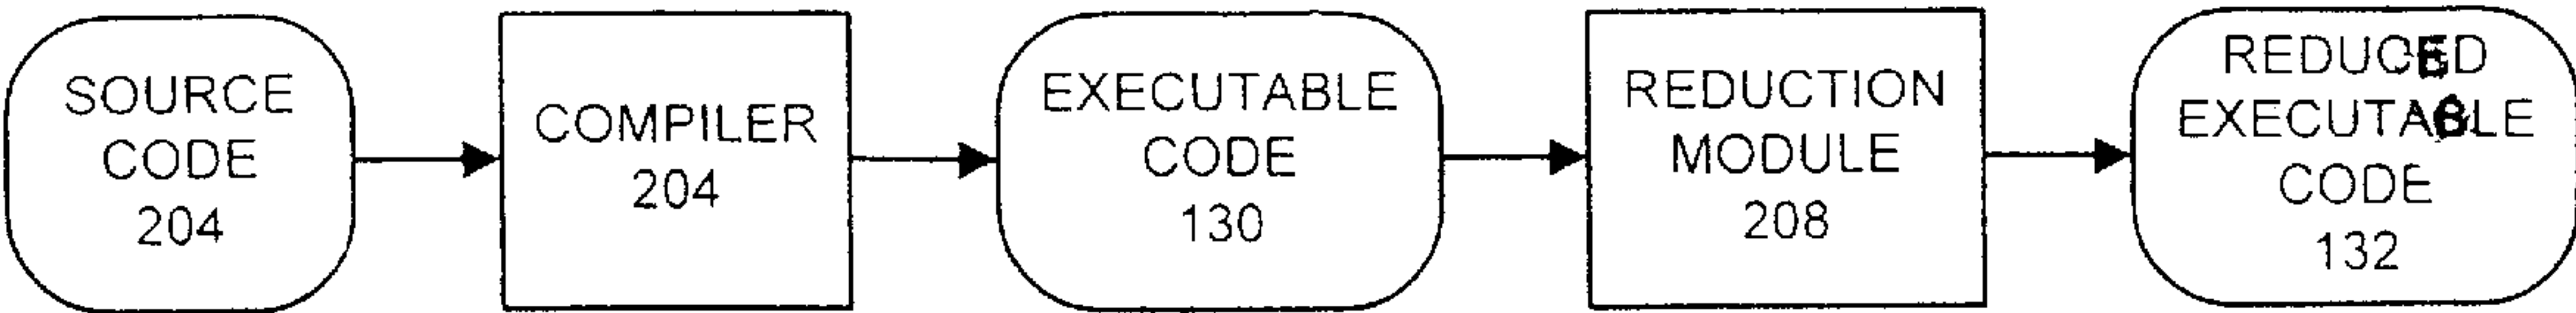 SOURCE
CODE
204
COMPILER
204
EXECUTABLE
CODE
130
REDUCTION
MODULE
208
REDUCED
EXECUTABLE
CODE
132